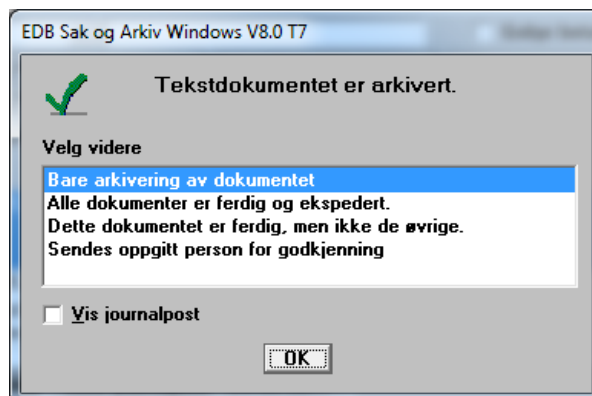 EDB Sak og Arkiv Windows V8.0 T7
Tekstdokumentet er arkivert.
Velg videre
Bare arkivering av dokumentet
Alle dokumenter er ferdig og ekspedert.
Dette dokumentet er ferdig, men ikke de øvrige.
Sendes oppgitt person for godkjenning
Vis journalpost
OK